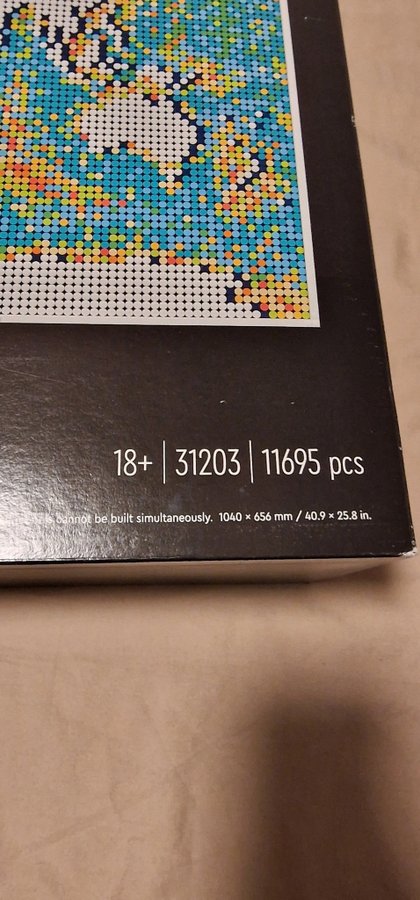 18+ | 31203 | 11695 pcs
cannot be built simultaneously. 1040 × 656 mm / 40.9 × 25.8 in.